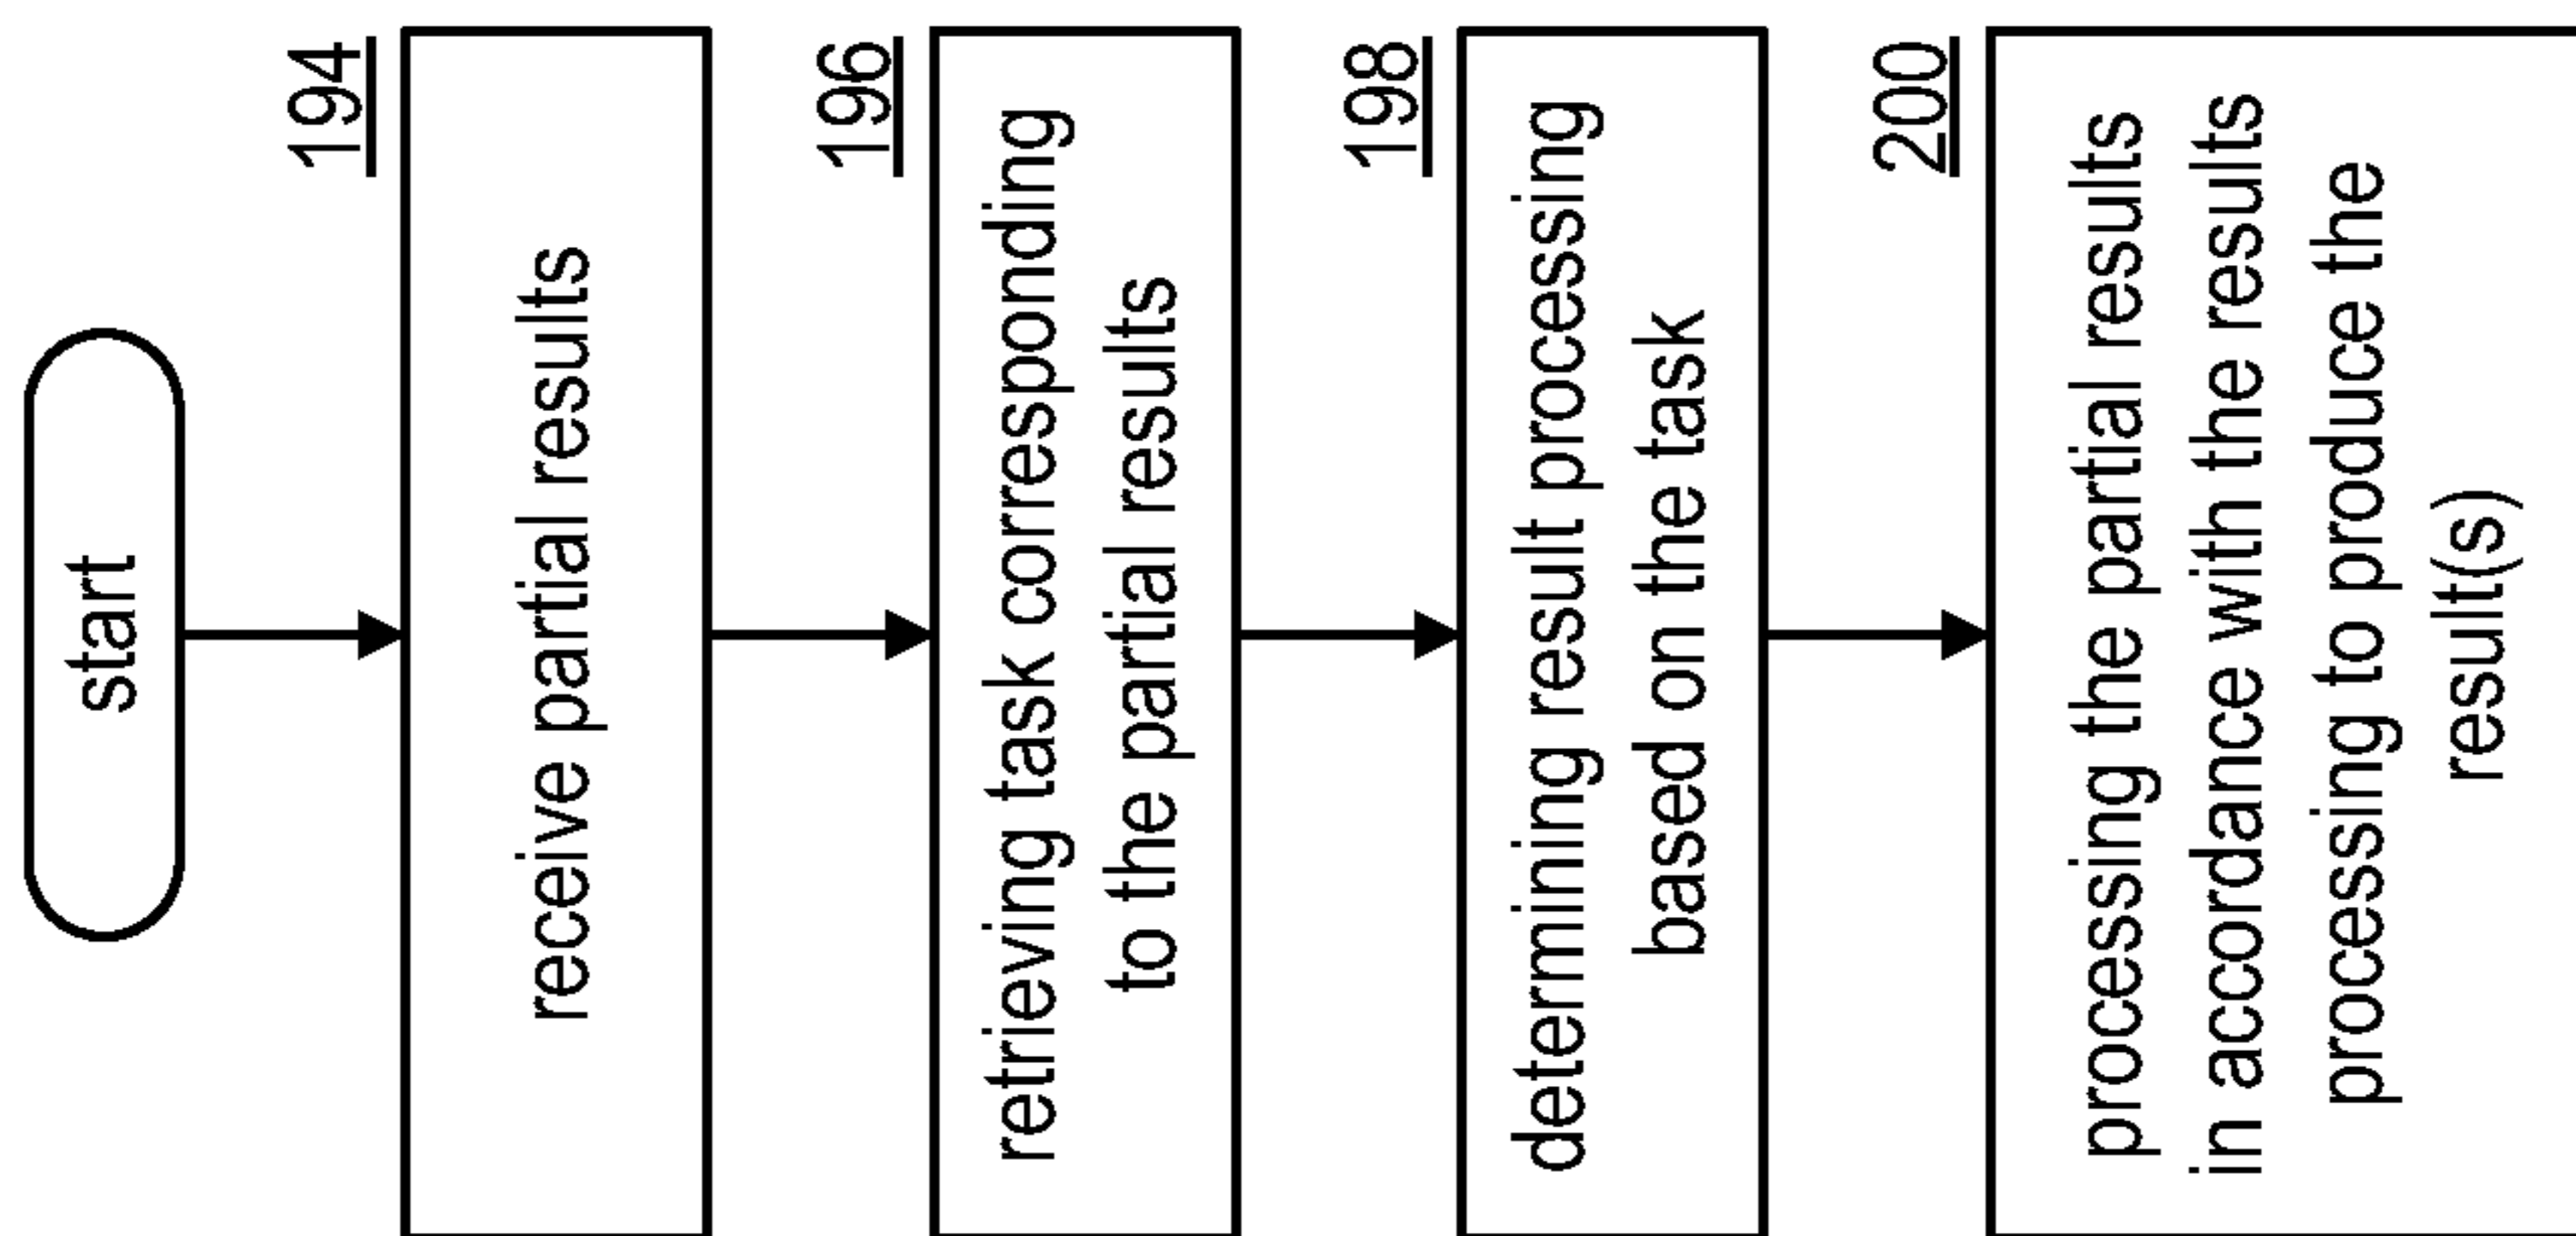 start
194
receive partial results
196
retrieving task corresponding
to the partial results
198
determining result processing
based on the task
200
processing the partial results
in accordance with the results
processing to produce the
result(s)